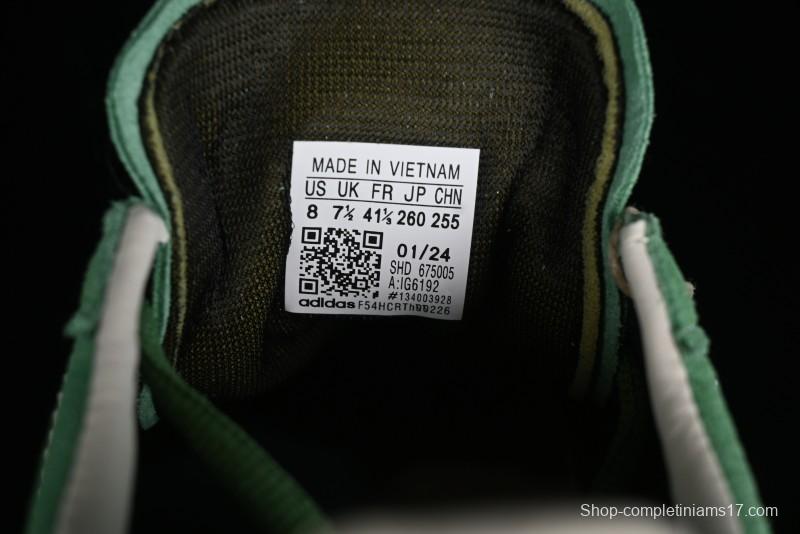 MADE IN VIETNAM
US UK FR JP CHN
8 7½ 41⅓ 260 255
01/24
SHD 675005
A:IG6192
#134003928
adidas F54HCRTh99226
Shop-completiniams17.com